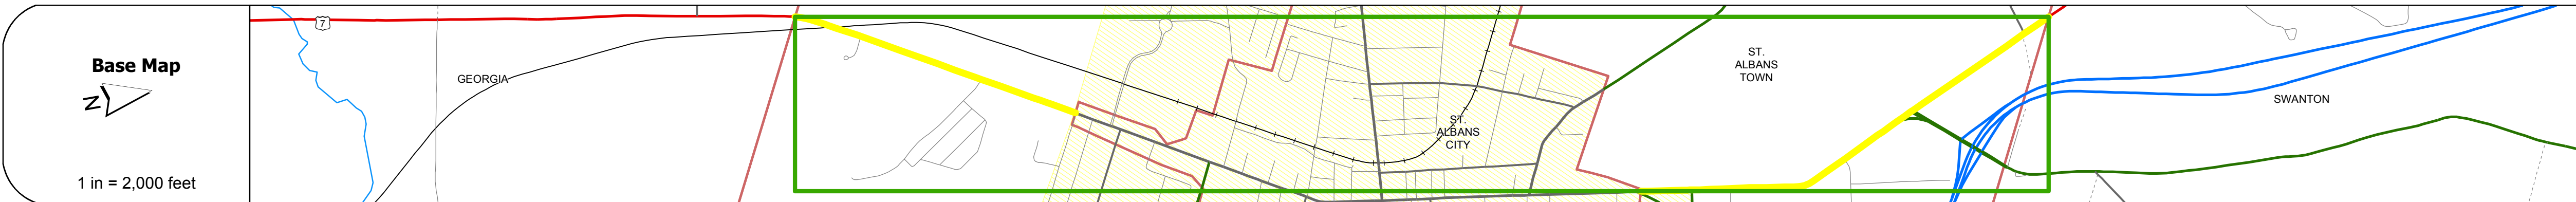 Base Map
N
1 in = 2,000 feet
7
GEORGIA
ST.
ALBANS
CITY
ST.
ALBANS
TOWN
SWANTON